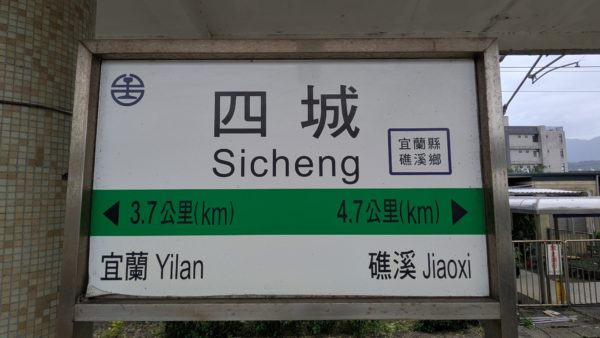 四城
Sicheng
宜蘭縣
礁溪鄉
3.7公里(km)
4.7公里(km)
宜蘭 Yilan
礁溪 Jiaoxi